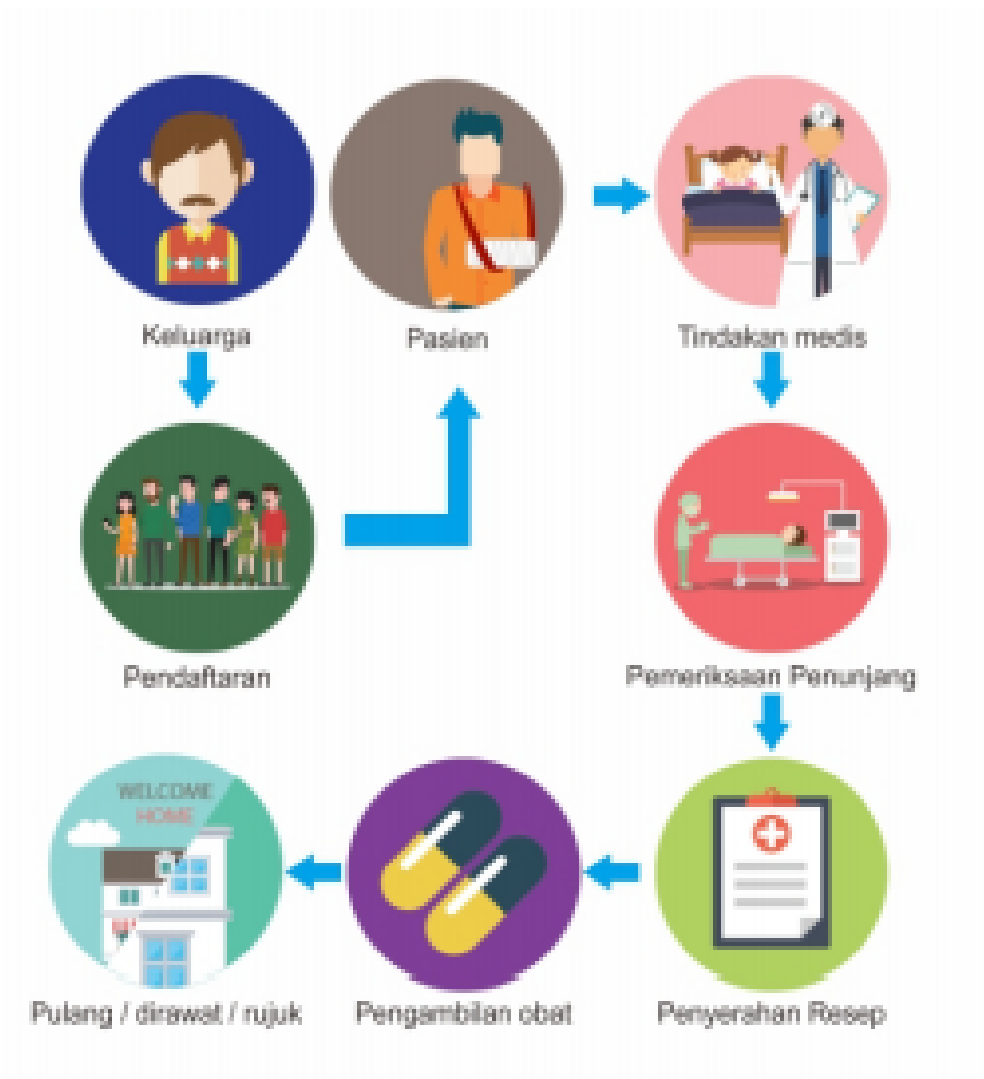 Keluarga
Pasien
Tindakan medis
Pendaftaran
Pemeriksaan Penunjang
WELCOME
HOME
Pulang / dirawat / rujuk
Pengambilan obat
Penyerahan Resep